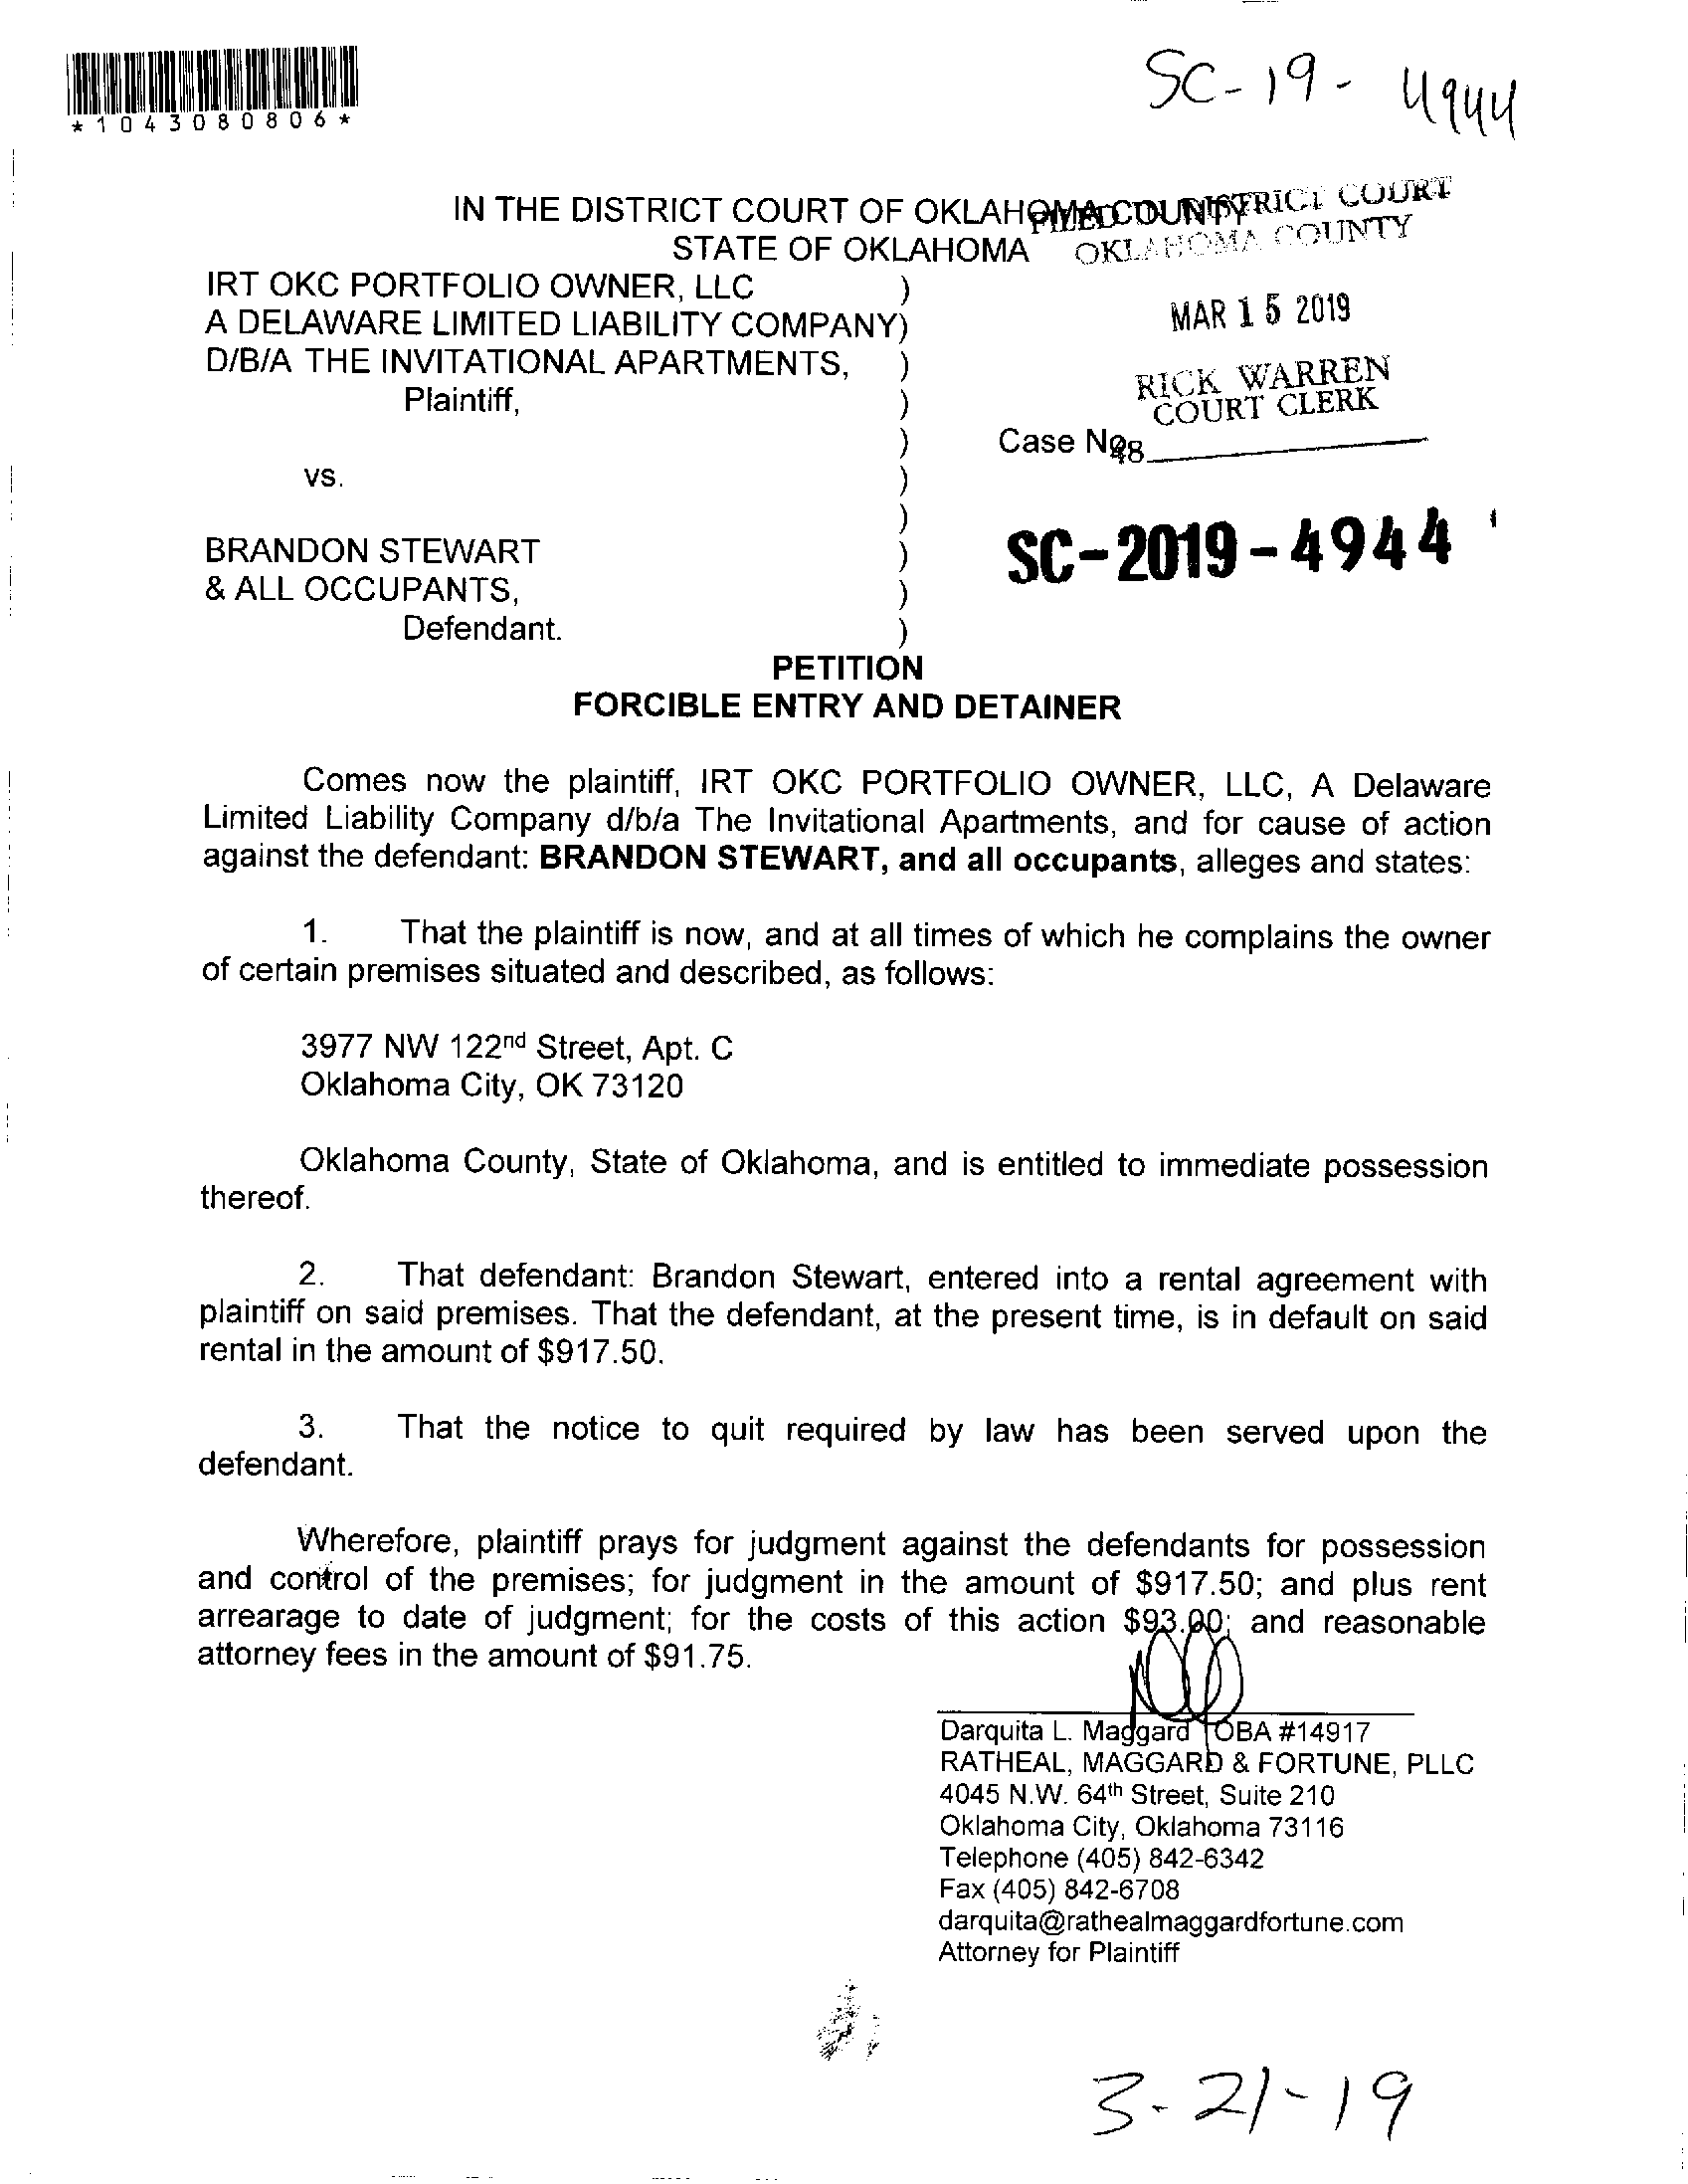 *1043080806*
SC-19-4944
IN THE DISTRICT COURT OF OKLAHOMA COUNTY
FILED IN DISTRICT COURT
STATE OF OKLAHOMA
OKLAHOMA COUNTY
IRT OKC PORTFOLIO OWNER, LLC )
A DELAWARE LIMITED LIABILITY COMPANY)
MAR 15 2019
D/B/A THE INVITATIONAL APARTMENTS, )
RICK WARREN
Plaintiff, )
COURT CLERK
) Case No.
48
vs. )
)
BRANDON STEWART )
SC-2019-4944
& ALL OCCUPANTS, )
Defendant. )
PETITION
FORCIBLE ENTRY AND DETAINER
Comes now the plaintiff, IRT OKC PORTFOLIO OWNER, LLC, A Delaware
Limited Liability Company d/b/a The Invitational Apartments, and for cause of action
against the defendant: BRANDON STEWART, and all occupants, alleges and states:
1. That the plaintiff is now, and at all times of which he complains the owner
of certain premises situated and described, as follows:
3977 NW 122nd Street, Apt. C
Oklahoma City, OK 73120
Oklahoma County, State of Oklahoma, and is entitled to immediate possession
thereof.
2. That defendant: Brandon Stewart, entered into a rental agreement with
plaintiff on said premises. That the defendant, at the present time, is in default on said
rental in the amount of $917.50.
3. That the notice to quit required by law has been served upon the
defendant.
Wherefore, plaintiff prays for judgment against the defendants for possession
and control of the premises; for judgment in the amount of $917.50; and plus rent
arrearage to date of judgment; for the costs of this action $93.00; and reasonable
attorney fees in the amount of $91.75.
Darquita L. Maggard OBA #14917
RATHEAL, MAGGARD & FORTUNE, PLLC
4045 N.W. 64th Street, Suite 210
Oklahoma City, Oklahoma 73116
Telephone (405) 842-6342
Fax (405) 842-6708
darquita@rathealmaggardfortune.com
Attorney for Plaintiff
3-21-19